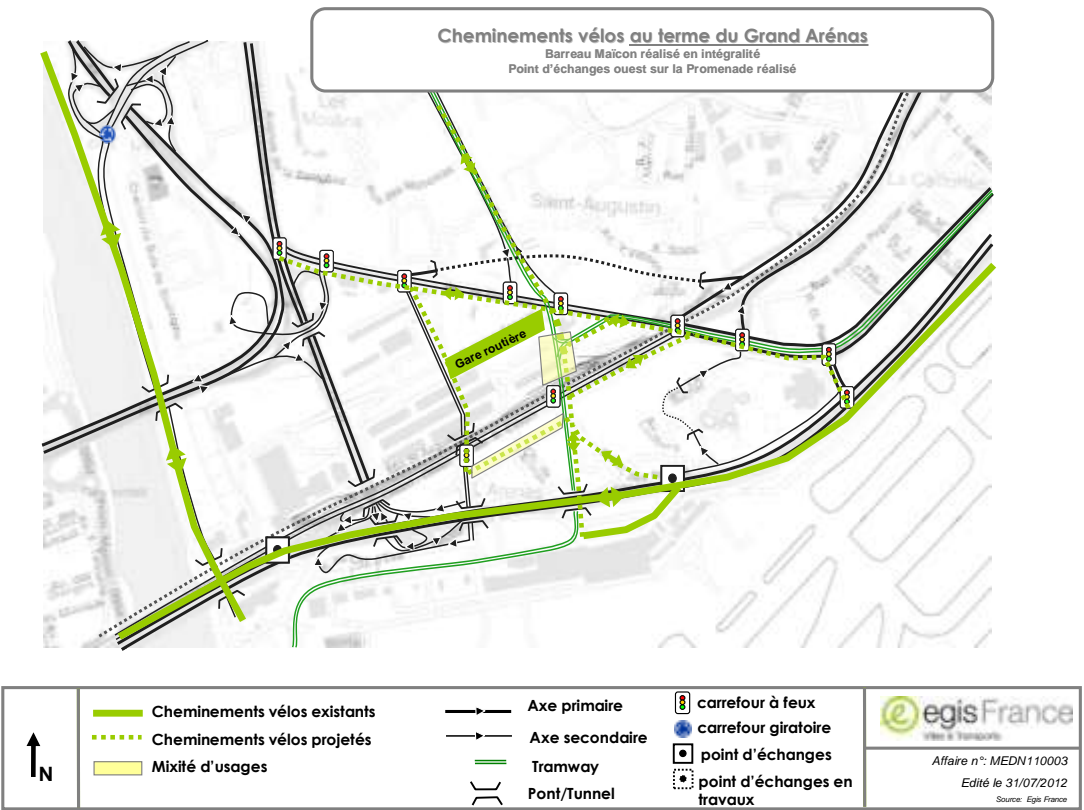 Cheminements vélos au terme du Grand Arénas
Barreau Maïcon réalisé en intégralité
Point d'échanges ouest sur la Promenade réalisé
Saint-Augustin
Gare routière
Cheminements vélos existants
Cheminements vélos projetés
Mixité d'usages
Axe primaire
Axe secondaire
Tramway
Pont/Tunnel
carrefour à feux
carrefour giratoire
point d'échanges
point d'échanges en
travaux
N
egis France
Villes & Transports
Affaire n°: MEDN110003
Edité le 31/07/2012
Source: Egis France